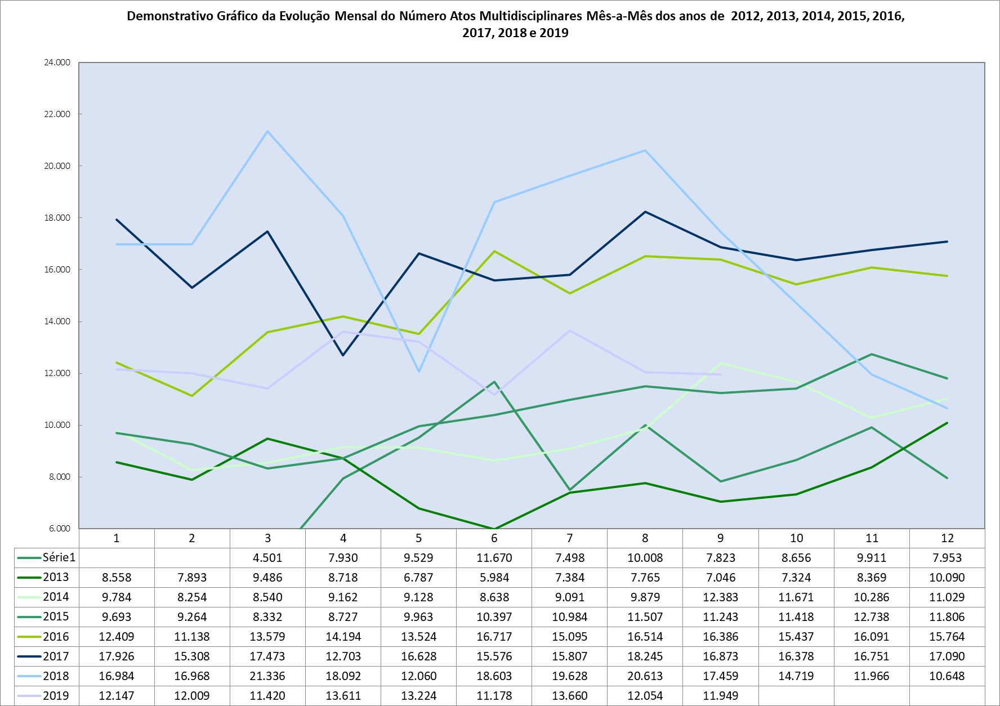 Demonstrativo Gráfico da Evolução Mensal do Número Atos Multidisciplinares Mês-a-Mês dos anos de 2012, 2013, 2014, 2015, 2016,
2017, 2018 e 2019
24.000
22.000
20.000
18.000
16.000
14.000
12.000
10.000
8.000
6.000
1 2 3 4 5 6 7 8 9 10 11 12
Série1 4.501 7.930 9.529 11.670 7.498 10.008 7.823 8.656 9.911 7.953
2013 8.558 7.893 9.486 8.718 6.787 5.984 7.384 7.765 7.046 7.324 8.369 10.090
2014 9.784 8.254 8.540 9.162 9.128 8.638 9.091 9.879 12.383 11.671 10.286 11.029
2015 9.693 9.264 8.332 8.727 9.963 10.397 10.984 11.507 11.243 11.418 12.738 11.806
2016 12.409 11.138 13.579 14.194 13.524 16.717 15.095 16.514 16.386 15.437 16.091 15.764
2017 17.926 15.308 17.473 12.703 16.628 15.576 15.807 18.245 16.873 16.378 16.751 17.090
2018 16.984 16.968 21.336 18.092 12.060 18.603 19.628 20.613 17.459 14.719 11.966 10.648
2019 12.147 12.009 11.420 13.611 13.224 11.178 13.660 12.054 11.949